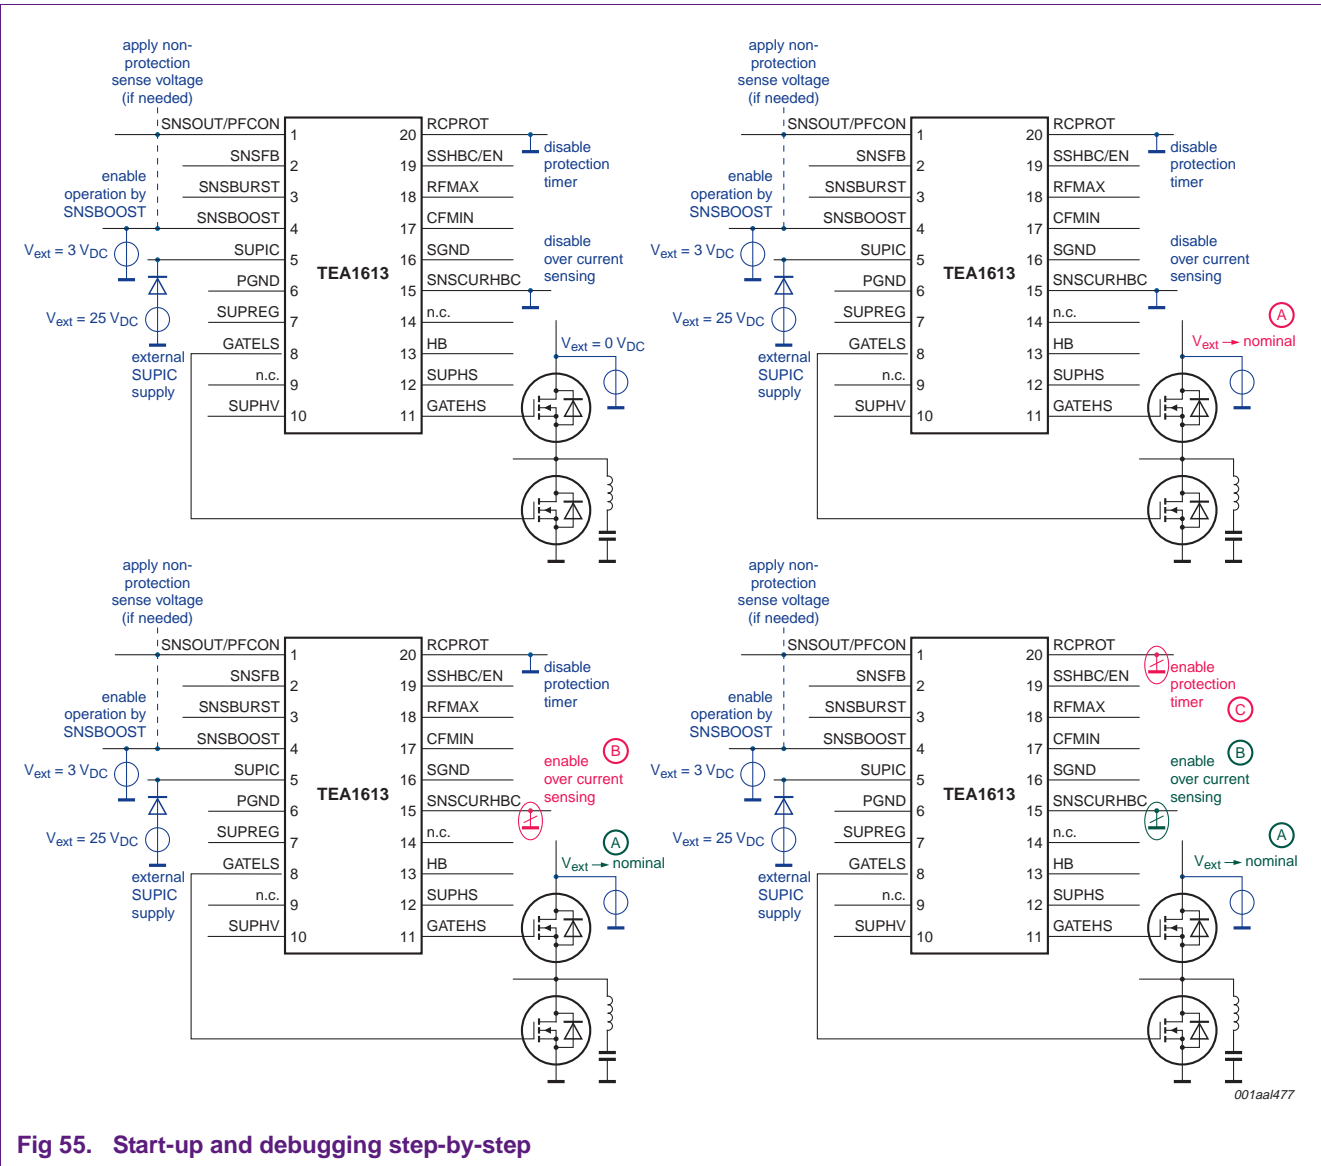 apply non-
protection
sense voltage
(if needed)
SNSOUT/PFCON
1
SNSFB
2
enable
operation by
SNSBOOST
SNSBURST
3
SNSBOOST
4
Vext = 3 VDC
SUPIC
5
PGND
6
Vext = 25 VDC
SUPREG
7
external
SUPIC
supply
GATELS
8
n.c.
9
SUPHV
10
TEA1613
RCPROT
20
disable
protection
timer
SSHBC/EN
19
RFMAX
18
CFMIN
17
SGND
16
disable
over current
sensing
SNSCURHBC
15
n.c.
14
HB
13
Vext = 0 VDC
SUPHS
12
GATEHS
11
apply non-
protection
sense voltage
(if needed)
SNSOUT/PFCON
1
SNSFB
2
enable
operation by
SNSBOOST
SNSBURST
3
SNSBOOST
4
Vext = 3 VDC
SUPIC
5
PGND
6
Vext = 25 VDC
SUPREG
7
external
SUPIC
supply
GATELS
8
n.c.
9
SUPHV
10
TEA1613
RCPROT
20
disable
protection
timer
SSHBC/EN
19
RFMAX
18
CFMIN
17
SGND
16
disable
over current
sensing
SNSCURHBC
15
n.c.
14
A
Vext → nominal
HB
13
SUPHS
12
GATEHS
11
apply non-
protection
sense voltage
(if needed)
SNSOUT/PFCON
1
SNSFB
2
enable
operation by
SNSBOOST
SNSBURST
3
SNSBOOST
4
Vext = 3 VDC
SUPIC
5
PGND
6
Vext = 25 VDC
SUPREG
7
external
SUPIC
supply
GATELS
8
n.c.
9
SUPHV
10
TEA1613
RCPROT
20
disable
protection
timer
SSHBC/EN
19
RFMAX
18
CFMIN
17
B
enable
over current
sensing
SGND
16
SNSCURHBC
15
n.c.
14
A
Vext → nominal
HB
13
SUPHS
12
GATEHS
11
apply non-
protection
sense voltage
(if needed)
SNSOUT/PFCON
1
SNSFB
2
enable
operation by
SNSBOOST
SNSBURST
3
SNSBOOST
4
Vext = 3 VDC
SUPIC
5
PGND
6
Vext = 25 VDC
SUPREG
7
external
SUPIC
supply
GATELS
8
n.c.
9
SUPHV
10
TEA1613
RCPROT
20
enable
protection
timer
C
SSHBC/EN
19
RFMAX
18
CFMIN
17
B
enable
over current
sensing
SGND
16
SNSCURHBC
15
n.c.
14
A
Vext → nominal
HB
13
SUPHS
12
GATEHS
11
001aal477
Fig 55. Start-up and debugging step-by-step